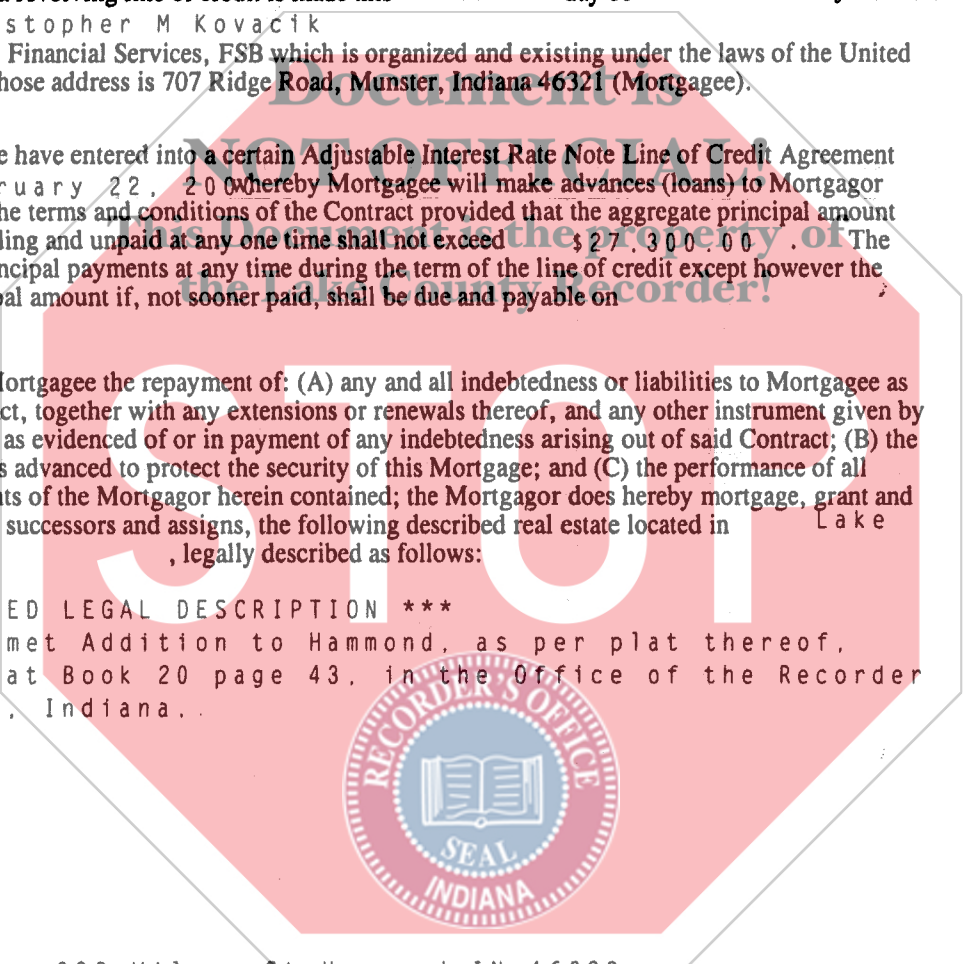 stopher M Kovacik
Financial Services, FSB which is organized and existing under the laws of the United
hose address is 707 Ridge Road, Munster, Indiana 46321 (Mortgagee).
Document is
NOT OFFICIAL!
e have entered into a certain Adjustable Interest Rate Note Line of Credit Agreement
ruary 22, 200 whereby Mortgagee will make advances (loans) to Mortgagor
he terms and conditions of the Contract provided that the aggregate principal amount
This Document is the property of
ling and unpaid at any one time shall not exceed $27,300.00 . The
ncipal payments at any time during the term of the line of credit except however the
the Lake County Recorder!
al amount if, not sooner paid, shall be due and payable on
STOP
ortgagee the repayment of: (A) any and all indebtedness or liabilities to Mortgagee as
ct, together with any extensions or renewals thereof, and any other instrument given by
as evidenced of or in payment of any indebtedness arising out of said Contract; (B) the
s advanced to protect the security of this Mortgage; and (C) the performance of all
nts of the Mortgagor herein contained; the Mortgagor does hereby mortgage, grant and
successors and assigns, the following described real estate located in Lake
, legally described as follows:
ED LEGAL DESCRIPTION ***
met Addition to Hammond, as per plat thereof,
at Book 20 page 43, in the Office of the Recorder
, Indiana.
RECORDER'S OFFICE
SEAL
INDIANA